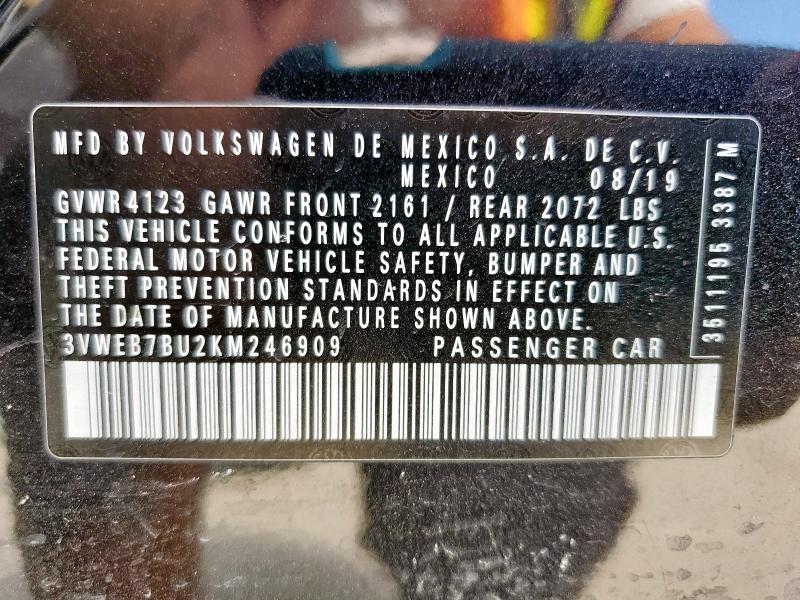 MFD BY VOLKSWAGEN DE MEXICO S.A. DE C.V.
MEXICO 08/19
GVWR 4123 GAWR FRONT 2161 / REAR 2072 LBS
THIS VEHICLE CONFORMS TO ALL APPLICABLE U.S.
FEDERAL MOTOR VEHICLE SAFETY, BUMPER AND
THEFT PREVENTION STANDARDS IN EFFECT ON
THE DATE OF MANUFACTURE SHOWN ABOVE.
3VWEB7BU2KM246909 PASSENGER CAR
3511195 3387 M